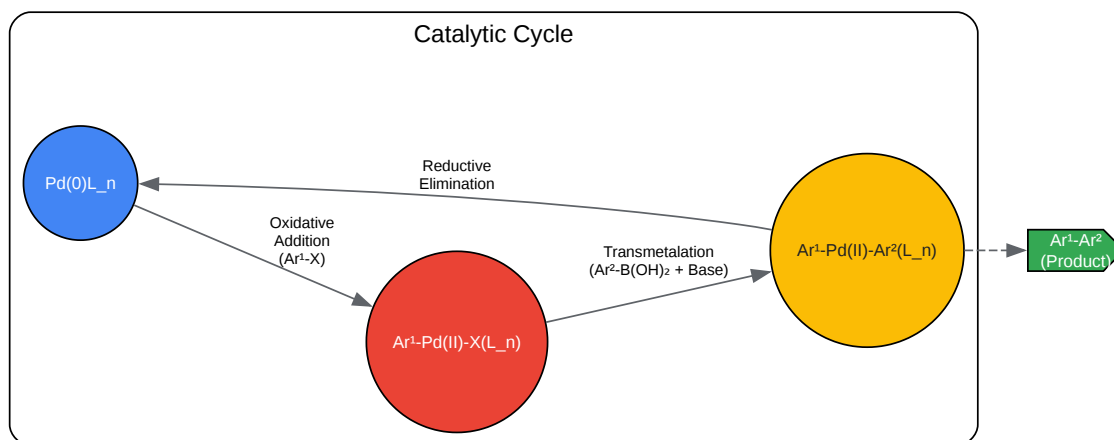 Catalytic Cycle
Reductive
Elimination
Pd(0)L_n
Oxidative
Addition
(Ar¹-X)
Transmetalation
(Ar²-B(OH)₂ + Base)
Ar¹-Pd(II)-Ar²(L_n)
Ar¹-Ar²
(Product)
Ar¹-Pd(II)-X(L_n)